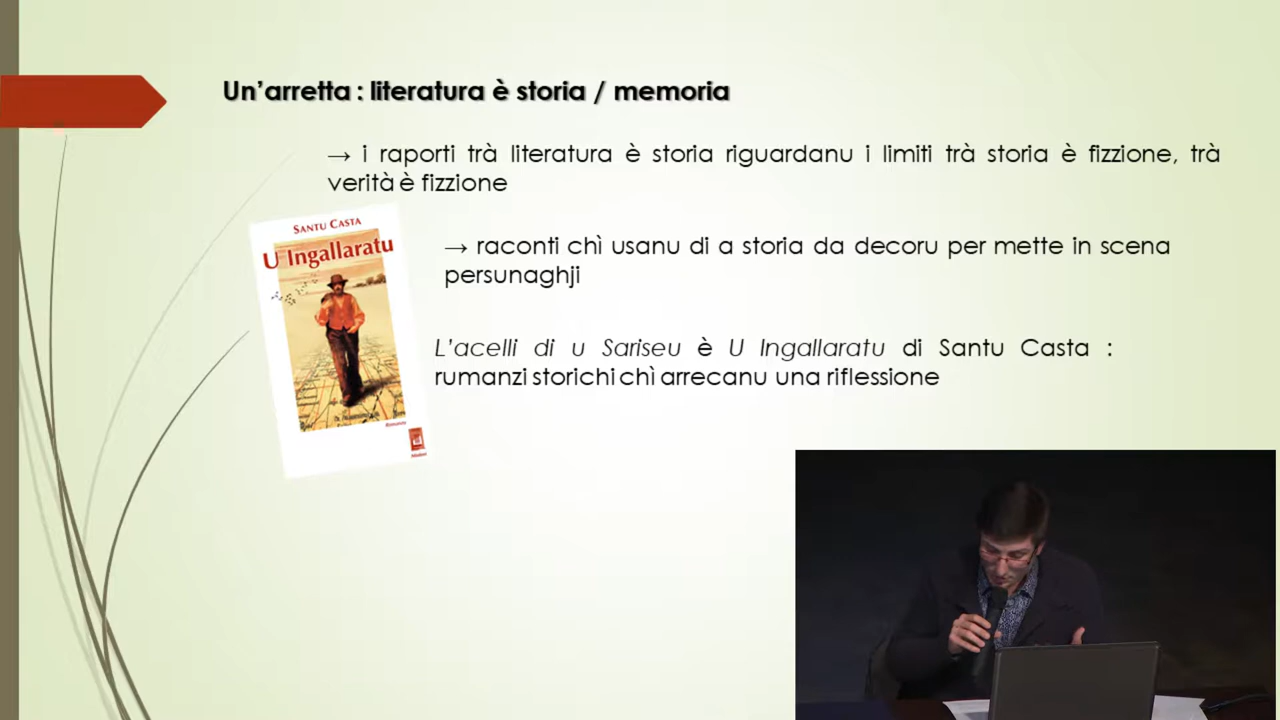 Un’arretta : literatura è storia / memoria
→ i raporti trà literatura è storia riguardanu i limiti trà storia è fizzione, trà
verità è fizzione
SANTU CASTA
U Ingallaratu
→ raconti chì usanu di a storia da decoru per mette in scena
persunaghji
L’acelli di u Sariseu è U Ingallaratu di Santu Casta :
rumanzi storichi chì arrecanu una riflessione